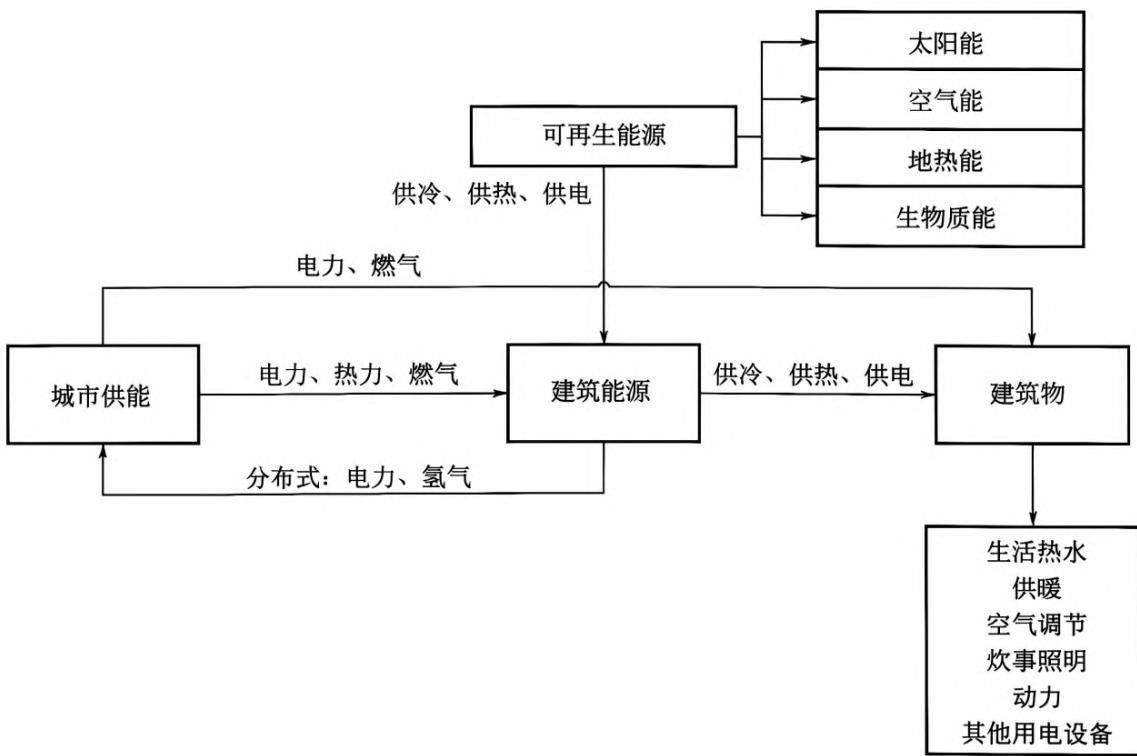 太阳能
空气能
可再生能源
地热能
供冷、供热、供电
生物质能
电力、燃气
城市供能
电力、热力、燃气
建筑能源
供冷、供热、供电
建筑物
分布式：电力、氢气
生活热水
供暖
空气调节
炊事照明
动力
其他用电设备